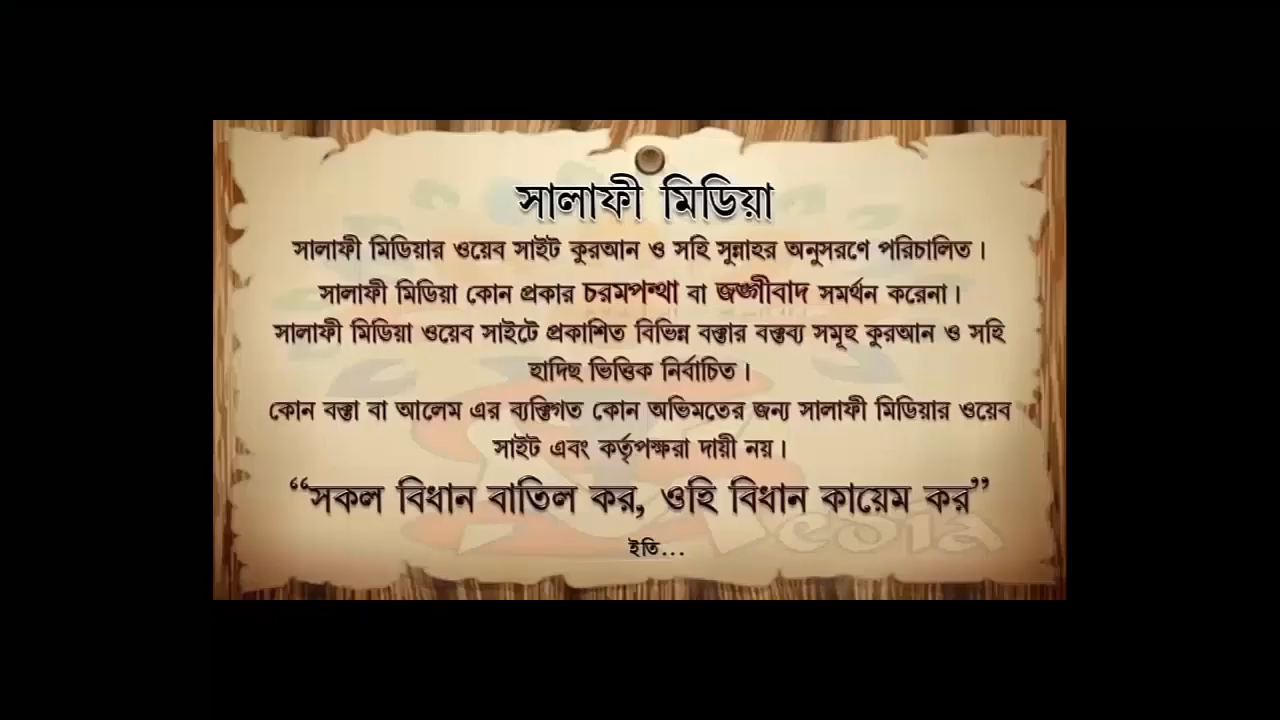 সালাফী মিডিয়া
সালাফী মিডিয়ার ওয়েব সাইট কুরআন ও সহি সুন্নাহর অনুসরণে পরিচালিত।
সালাফী মিডিয়া কোন প্রকার চরমপন্থা বা জঙ্গীবাদ সমর্থন করেনা।
সালাফী মিডিয়া ওয়েব সাইটে প্রকাশিত বিভিন্ন বক্তার বক্তব্য সমূহ কুরআন ও সহি
হাদিছ ভিত্তিক নির্বাচিত।
কোন বক্তা বা আলেম এর ব্যক্তিগত কোন অভিমতের জন্য সালাফী মিডিয়ার ওয়েব
সাইট এবং কর্তৃপক্ষরা দায়ী নয়।
“সকল বিধান বাতিল কর, ওহি বিধান কায়েম কর”
ইতি...